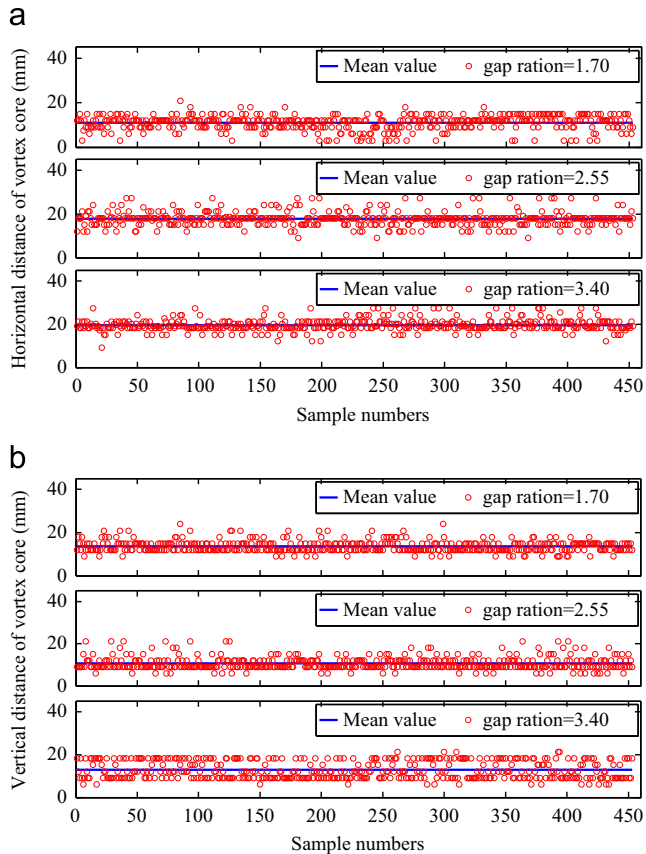 a
Horizontal distance of vortex core (mm)
40
20
0
Mean value gap ration=1.70
40
20
0
Mean value gap ration=2.55
40
20
0
Mean value gap ration=3.40
0 50 100 150 200 250 300 350 400 450
Sample numbers
b
Vertical distance of vortex core (mm)
40
20
0
Mean value gap ration=1.70
40
20
0
Mean value gap ration=2.55
40
20
0
Mean value gap ration=3.40
0 50 100 150 200 250 300 350 400 450
Sample numbers